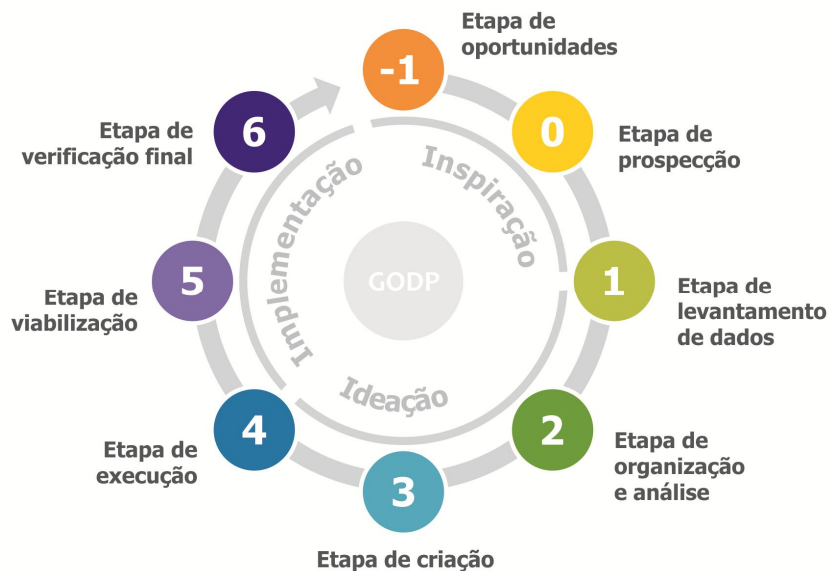 -1
Etapa de
oportunidades
0
Etapa de
prospecção
1
Etapa de
levantamento
de dados
2
Etapa de
organização
e análise
3
Etapa de criação
4
Etapa de
execução
5
Etapa de
viabilização
6
Etapa de
verificação final
Inspiração
Ideação
Implementação
GODP